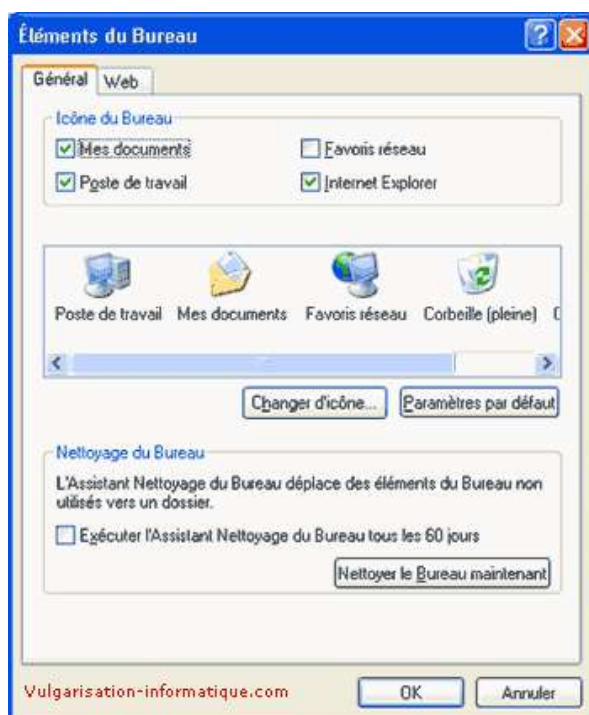 Éléments du Bureau
Général Web
Icône du Bureau
Mes documents Favoris réseau
Poste de travail Internet Explorer
Poste de travail Mes documents Favoris réseau Corbeille (pleine)
Changer d'icône... Paramètres par défaut
Nettoyage du Bureau
L'Assistant Nettoyage du Bureau déplace des éléments du Bureau non
utilisés vers un dossier.
Exécuter l'Assistant Nettoyage du Bureau tous les 60 jours
Nettoyer le Bureau maintenant
Vulgarisation-informatique.com OK Annuler